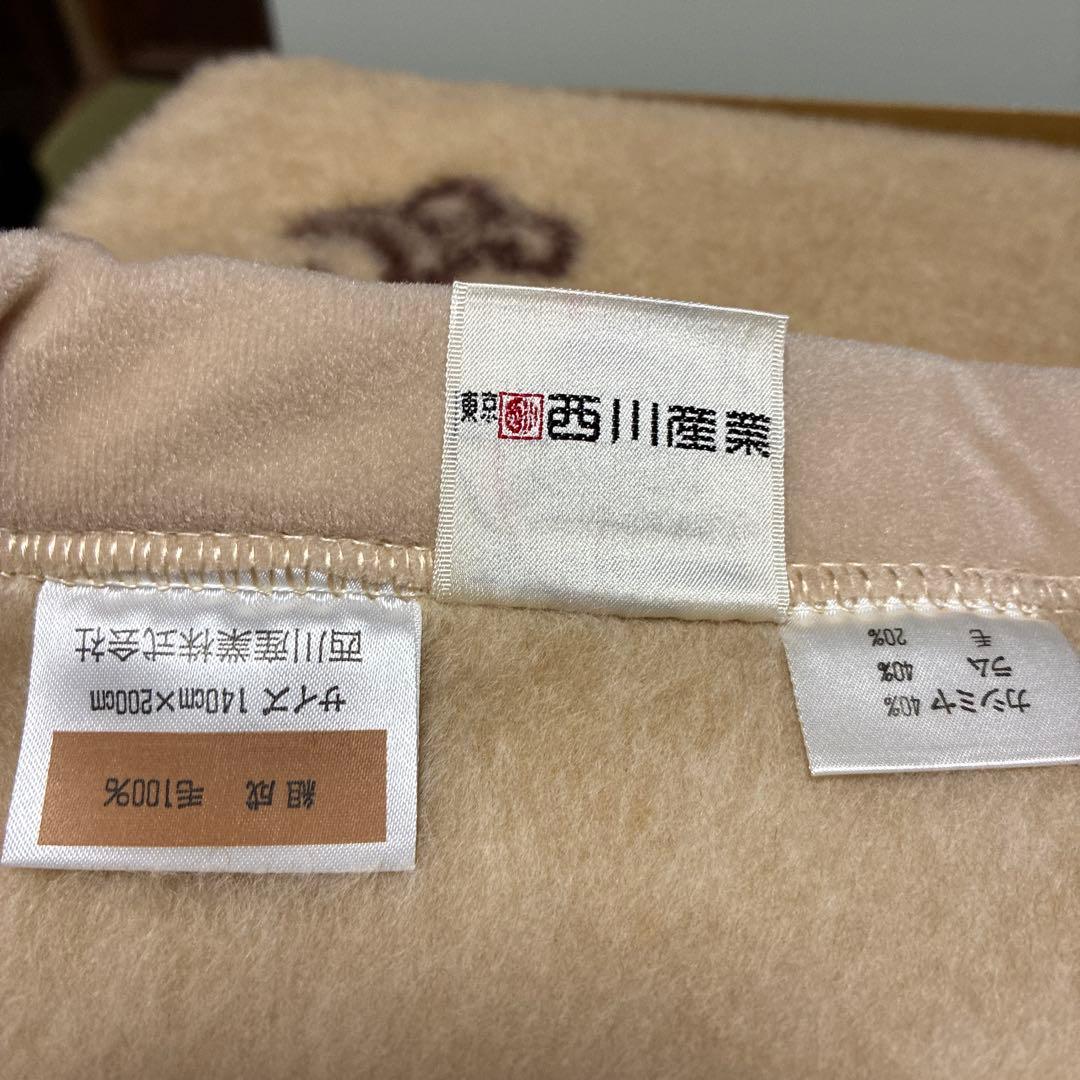 東京 西川産業
組成 毛100%
サイズ 140cm×200cm
西川産業株式会社
カシミヤ 40%
ラム 40%
毛 20%